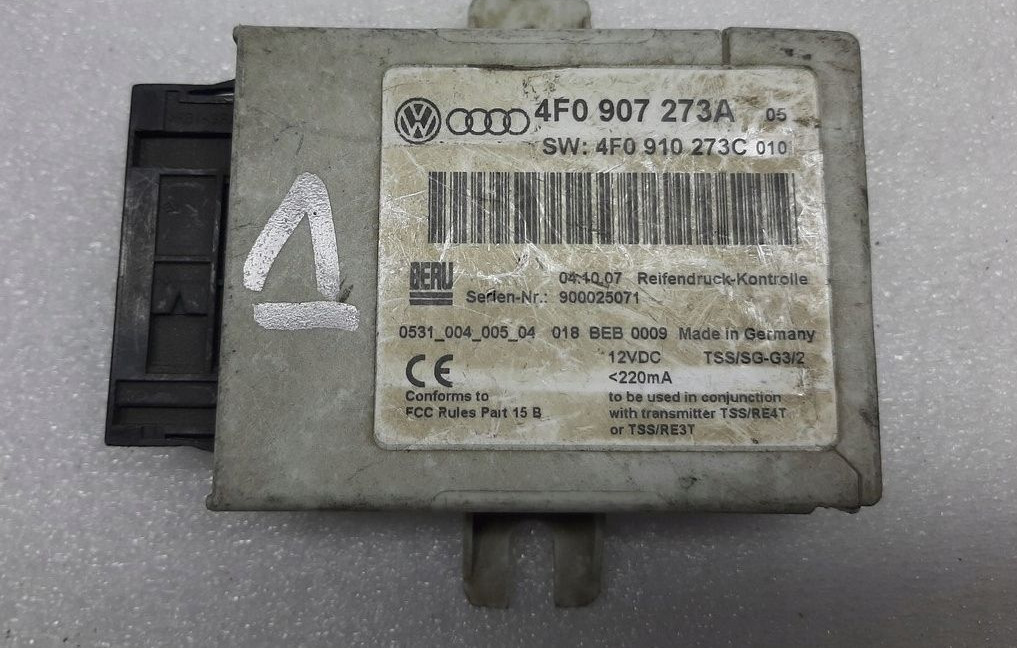 4F0 907 273A 05
SW: 4F0 910 273C 010
1
BERU 04.10.07 Reifendruck-Kontrolle
Serien-Nr.: 900025071
0531_004_005_04 018 BEB 0009 Made in Germany
CE 12VDC TSS/SG-G3/2
<220mA
Conforms to to be used in conjunction
FCC Rules Part 15 B with transmitter TSS/RE4T
or TSS/RE3T